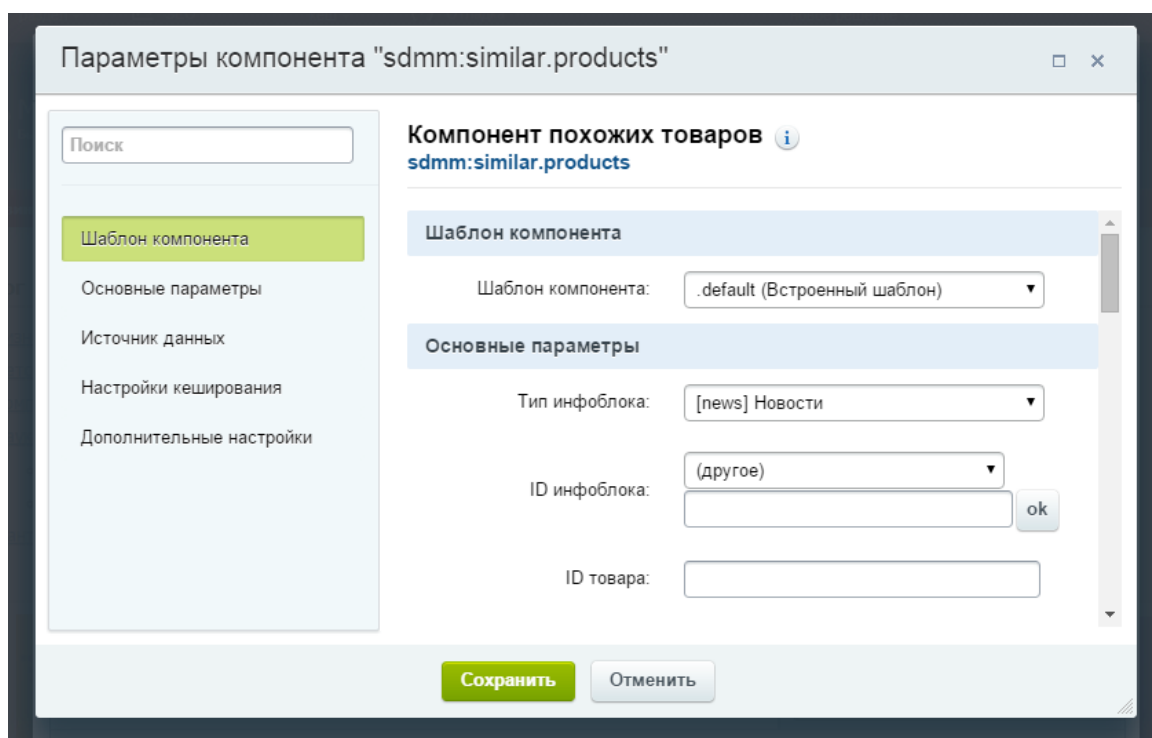 Параметры компонента "sdmm:similar.products"
Поиск
Шаблон компонента
Основные параметры
Источник данных
Настройки кеширования
Дополнительные настройки
Компонент похожих товаров
sdmm:similar.products
Шаблон компонента
Шаблон компонента: .default (Встроенный шаблон)
Основные параметры
Тип инфоблока: [news] Новости
ID инфоблока: (другое)
ok
ID товара:
Сохранить Отменить